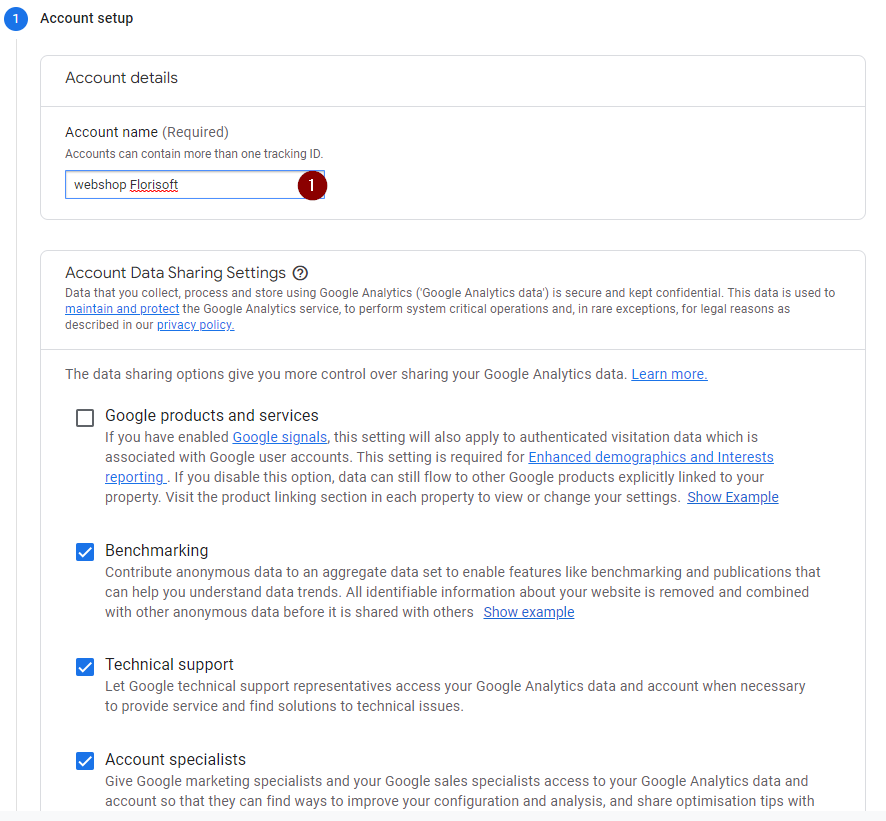 1 Account setup
Account details
Account name (Required)
Accounts can contain more than one tracking ID.
webshop Florisoft 1
Account Data Sharing Settings ?
Data that you collect, process and store using Google Analytics ('Google Analytics data') is secure and kept confidential. This data is used to
maintain and protect the Google Analytics service, to perform system critical operations and, in rare exceptions, for legal reasons as
described in our privacy policy.
The data sharing options give you more control over sharing your Google Analytics data. Learn more.
Google products and services
If you have enabled Google signals, this setting will also apply to authenticated visitation data which is
associated with Google user accounts. This setting is required for Enhanced demographics and Interests
reporting . If you disable this option, data can still flow to other Google products explicitly linked to your
property. Visit the product linking section in each property to view or change your settings. Show Example
Benchmarking
Contribute anonymous data to an aggregate data set to enable features like benchmarking and publications that
can help you understand data trends. All identifiable information about your website is removed and combined
with other anonymous data before it is shared with others Show example
Technical support
Let Google technical support representatives access your Google Analytics data and account when necessary
to provide service and find solutions to technical issues.
Account specialists
Give Google marketing specialists and your Google sales specialists access to your Google Analytics data and
account so that they can find ways to improve your configuration and analysis, and share optimisation tips with